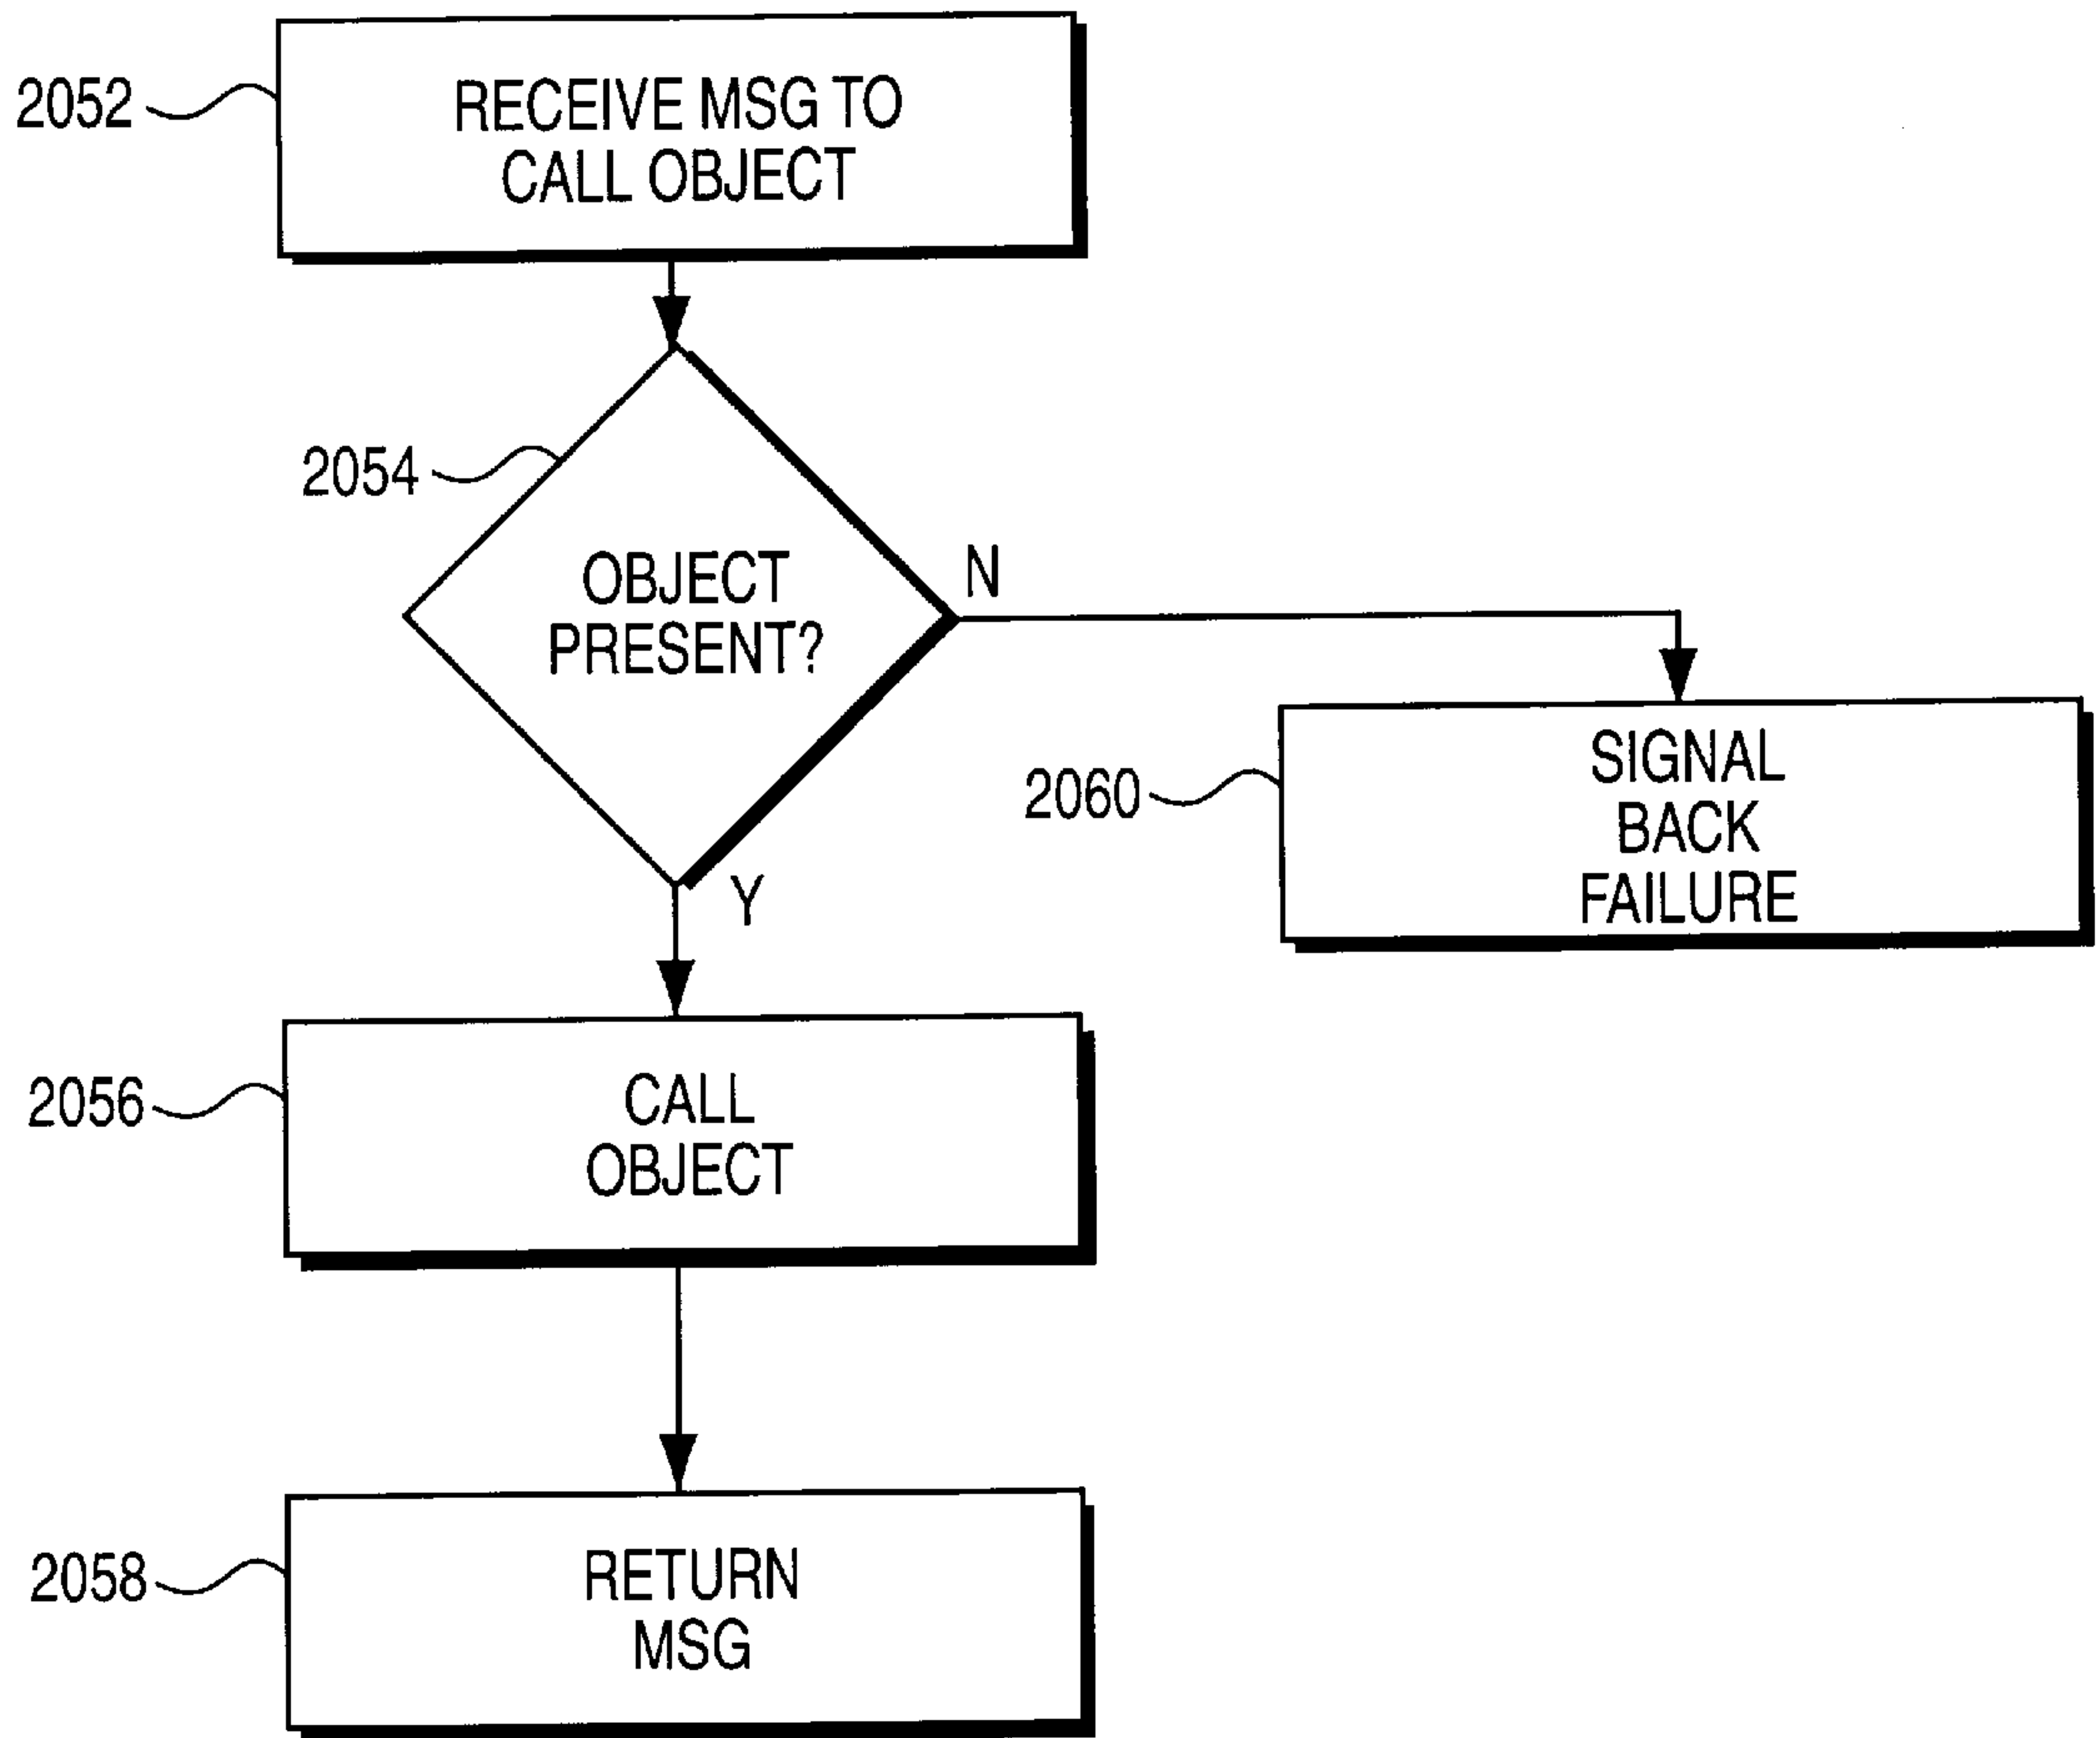 2052
RECEIVE MSG TO
CALL OBJECT
2054
OBJECT
PRESENT?
N
Y
2060
SIGNAL
BACK
FAILURE
2056
CALL
OBJECT
2058
RETURN
MSG